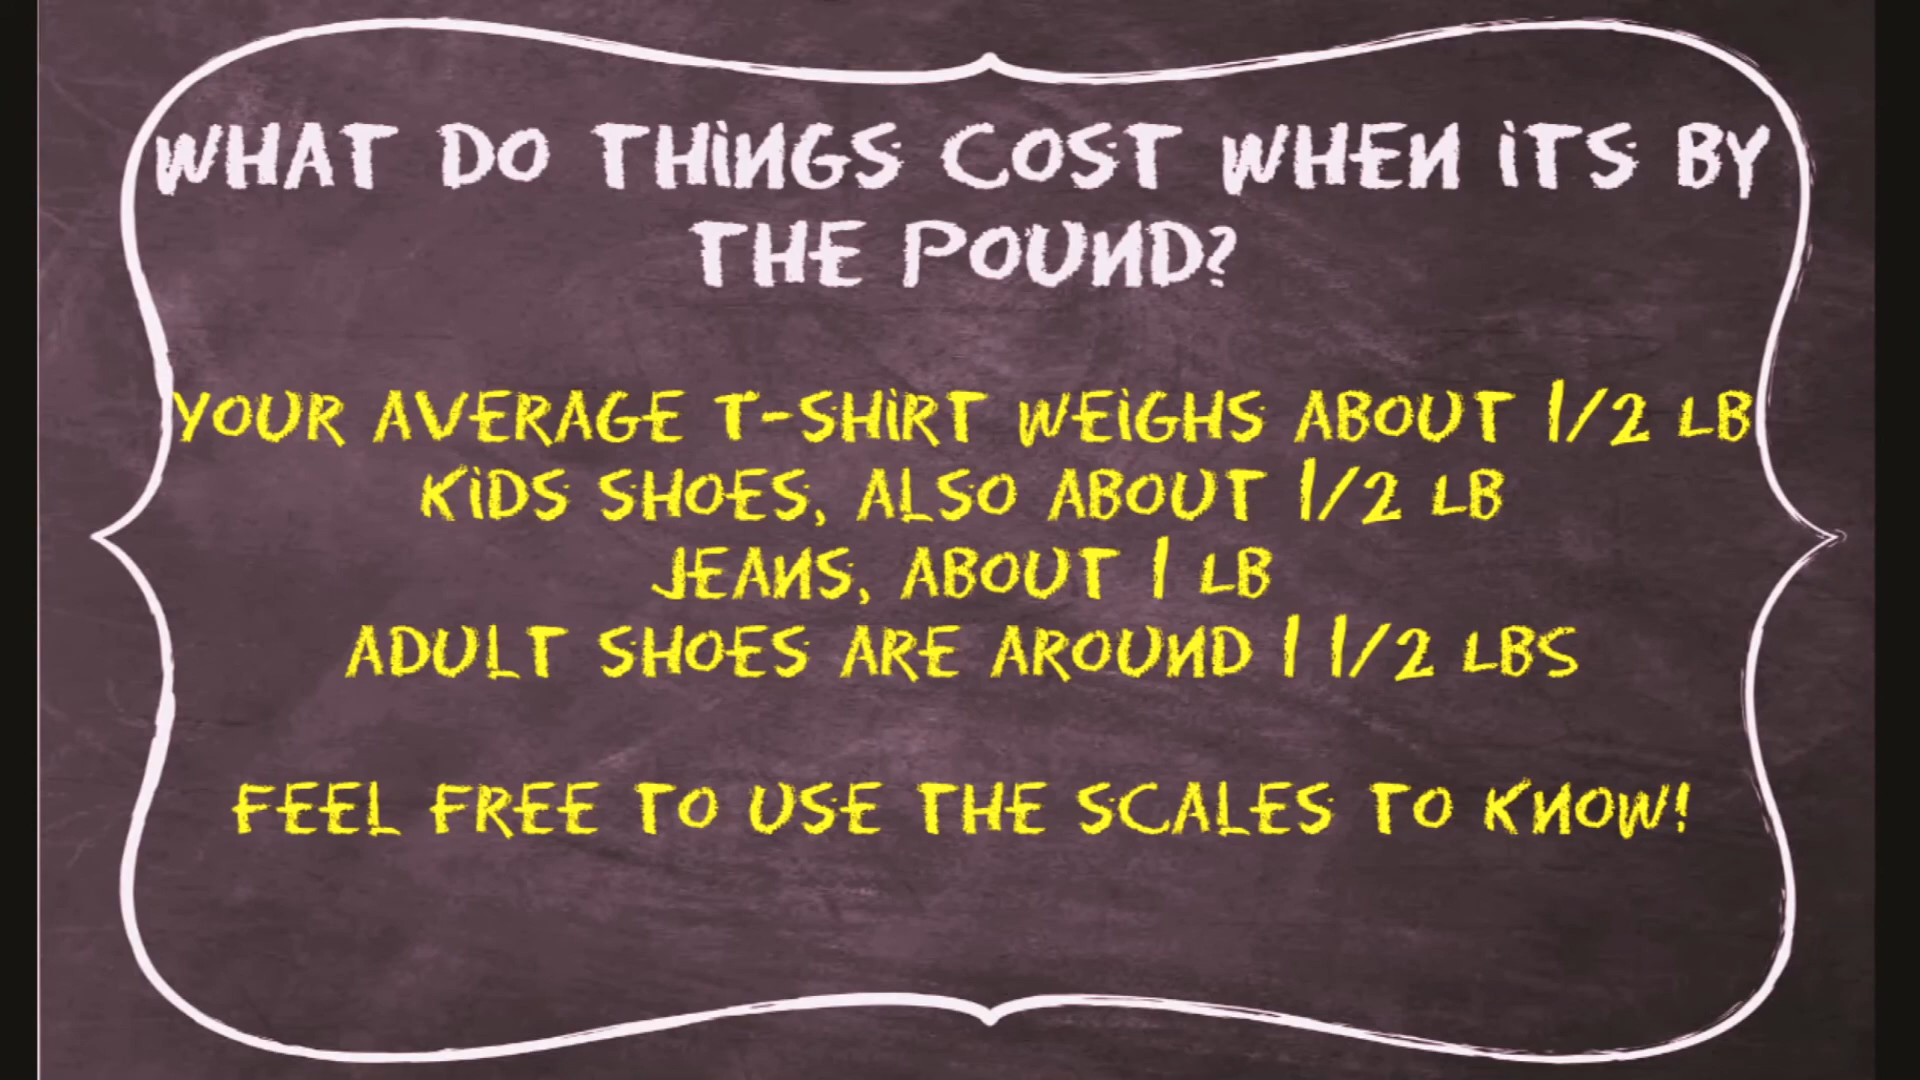 WHAT DO THINGS COST WHEN ITS BY
THE POUND?
YOUR AVERAGE T-SHIRT WEIGHS ABOUT 1/2 LB
KIDS SHOES, ALSO ABOUT 1/2 LB
JEANS, ABOUT 1 LB
ADULT SHOES ARE AROUND 1 1/2 LBS
FEEL FREE TO USE THE SCALES TO KNOW!